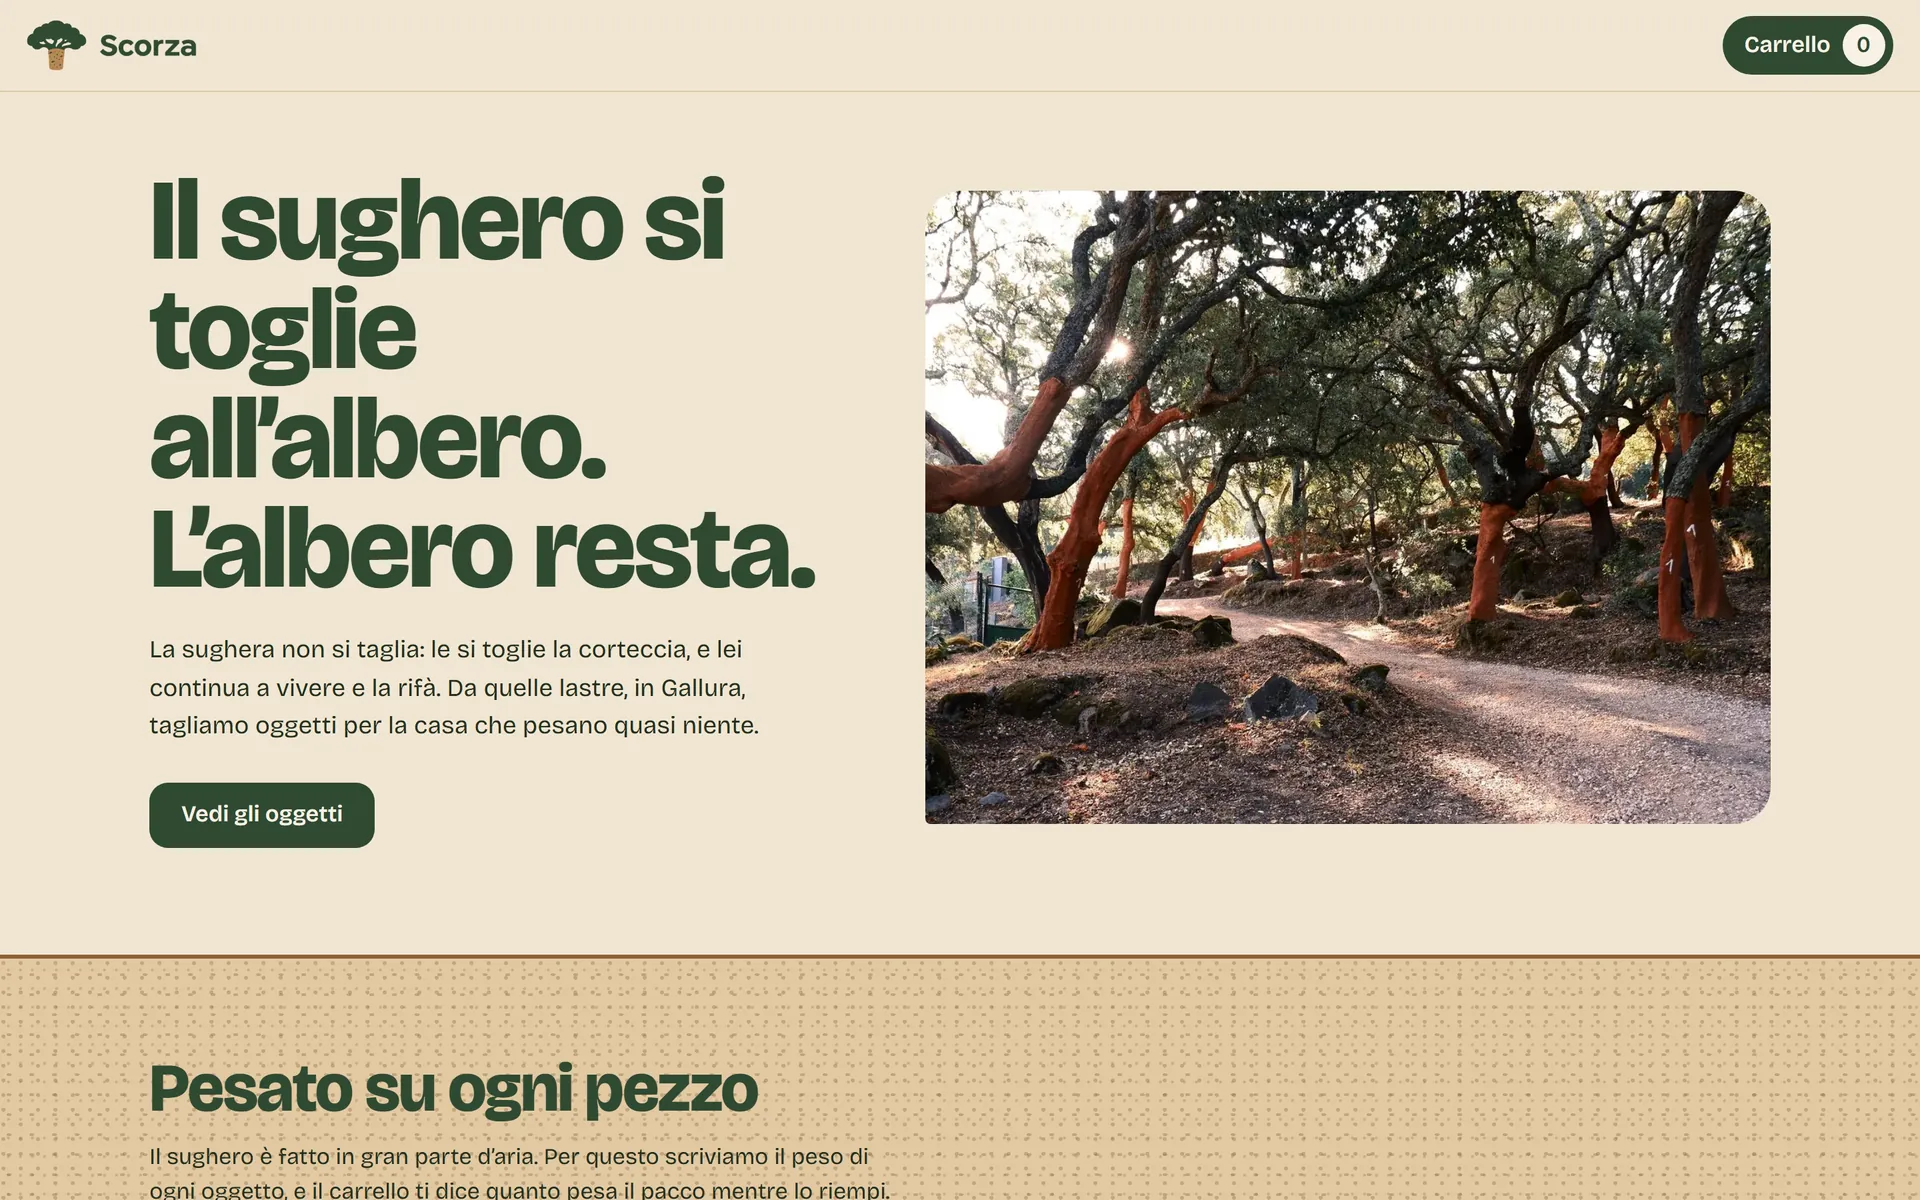 Scorza
Carrello 0
Il sughero si
toglie
all’albero.
L’albero resta.
La sughera non si taglia: le si toglie la corteccia, e lei
continua a vivere e la rifà. Da quelle lastre, in Gallura,
tagliamo oggetti per la casa che pesano quasi niente.
Vedi gli oggetti
1
1
1
Pesato su ogni pezzo
Il sughero è fatto in gran parte d’aria. Per questo scriviamo il peso di
ogni oggetto, e il carrello ti dice quanto pesa il pacco mentre lo riempi.